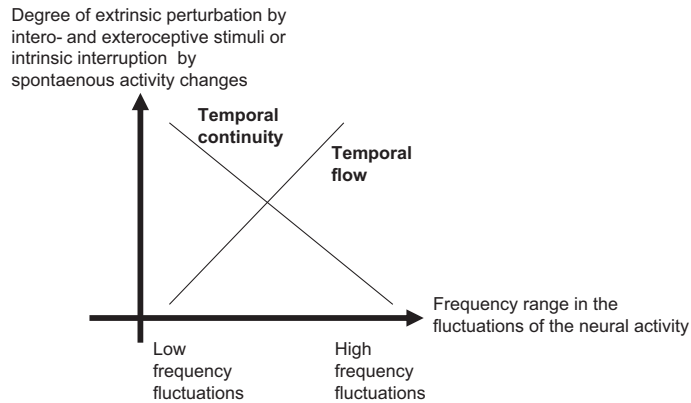 Degree of extrinsic perturbation by
intero- and exteroceptive stimuli or
intrinsic interruption by
spontaenous activity changes
Temporal
continuity
Temporal
flow
Frequency range in the
fluctuations of the neural activity
Low
frequency
fluctuations
High
frequency
fluctuations